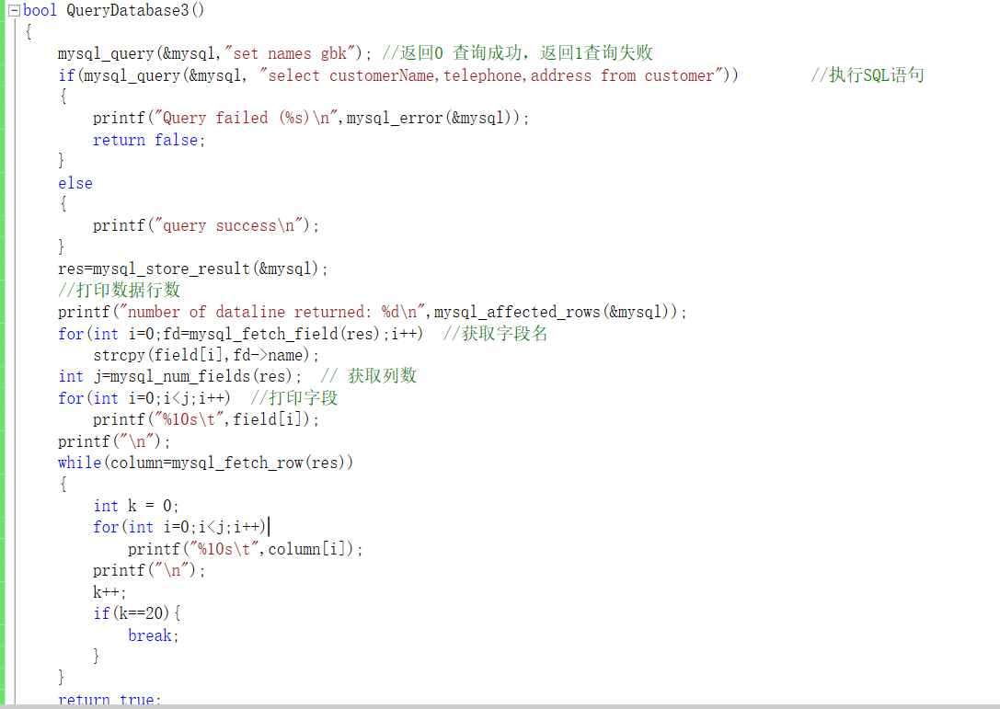 bool QueryDatabase3()
{
    mysql_query(&mysql,"set names gbk"); //返回0 查询成功，返回1查询失败
    if(mysql_query(&mysql, "select customerName,telephone,address from customer"))        //执行SQL语句
    {
        printf("Query failed (%s)\n",mysql_error(&mysql));
        return false;
    }
    else
    {
        printf("query success\n");
    }
    res=mysql_store_result(&mysql);
    //打印数据行数
    printf("number of dataline returned: %d\n",mysql_affected_rows(&mysql));
    for(int i=0;fd=mysql_fetch_field(res);i++)  //获取字段名
        strcpy(field[i],fd->name);
    int j=mysql_num_fields(res);  // 获取列数
    for(int i=0;i<j;i++)  //打印字段
        printf("%10s\t",field[i]);
    printf("\n");
    while(column=mysql_fetch_row(res))
    {
        int k = 0;
        for(int i=0;i<j;i++)
            printf("%10s\t",column[i]);
        printf("\n");
        k++;
        if(k==20){
            break;
        }
    }
    return true;